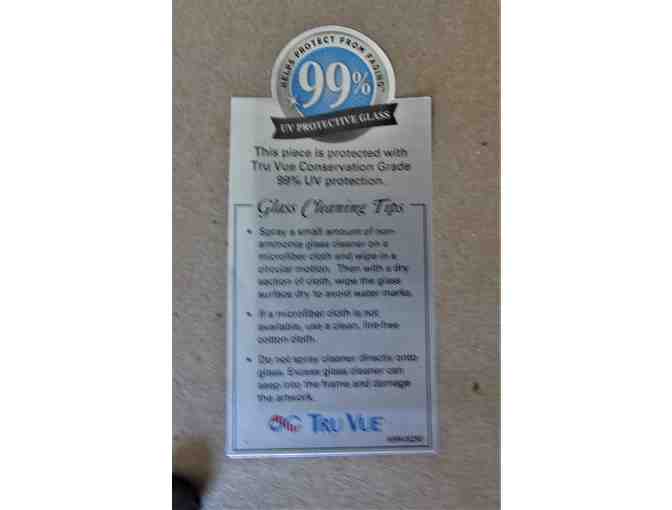 HELPS PROTECT FROM FADING™
99%
UV PROTECTIVE GLASS
This piece is protected with
Tru Vue Conservation Grade
99% UV protection.
Glass Cleaning Tips
• Spray a small amount of non-
ammonia glass cleaner on a
microfiber cloth and wipe in a
circular motion. Then with a dry
section of cloth, wipe the glass
surface dry to avoid water marks.
• If a microfiber cloth is not
available, use a clean, lint-free
cotton cloth.
• Do not spray cleaner directly onto
glass. Excess glass cleaner can
seep into the frame and damage
the artwork.
TRU VUE